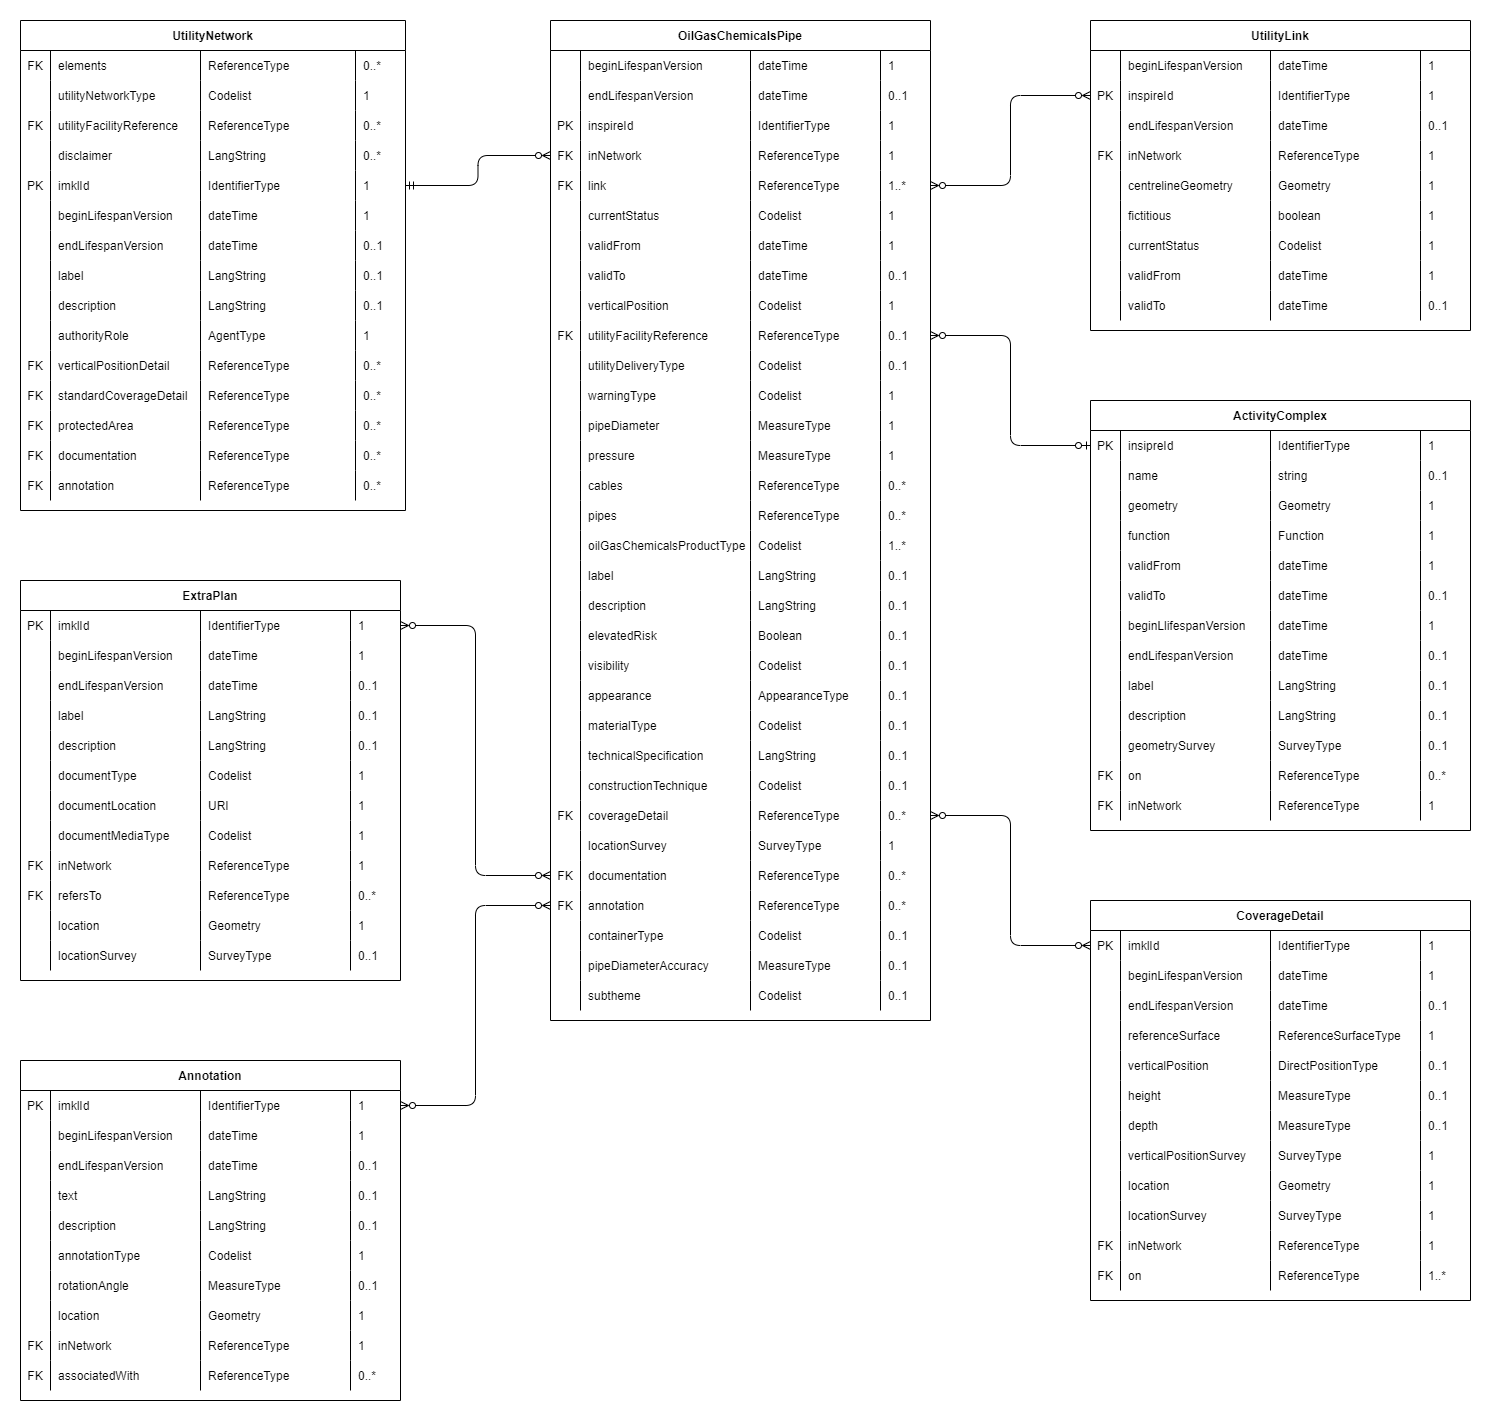 UtilityNetwork
FK elements ReferenceType 0..*
utilityNetworkType Codelist 1
FK utilityFacilityReference ReferenceType 0..*
disclaimer LangString 0..*
PK imklId IdentifierType 1
beginLifespanVersion dateTime 1
endLifespanVersion dateTime 0..1
label LangString 0..1
description LangString 0..1
authorityRole AgentType 1
FK verticalPositionDetail ReferenceType 0..*
FK standardCoverageDetail ReferenceType 0..*
FK protectedArea ReferenceType 0..*
FK documentation ReferenceType 0..*
FK annotation ReferenceType 0..*
ExtraPlan
PK imklId IdentifierType 1
beginLifespanVersion dateTime 1
endLifespanVersion dateTime 0..1
label LangString 0..1
description LangString 0..1
documentType Codelist 1
documentLocation URI 1
documentMediaType Codelist 1
FK inNetwork ReferenceType 1
FK refersTo ReferenceType 0..*
location Geometry 1
locationSurvey SurveyType 0..1
Annotation
PK imklId IdentifierType 1
beginLifespanVersion dateTime 1
endLifespanVersion dateTime 0..1
text LangString 0..1
description LangString 0..1
annotationType Codelist 1
rotationAngle MeasureType 0..1
location Geometry 1
FK inNetwork ReferenceType 1
FK associatedWith ReferenceType 0..*
OilGasChemicalsPipe
beginLifespanVersion dateTime 1
endLifespanVersion dateTime 0..1
PK inspireId IdentifierType 1
FK inNetwork ReferenceType 1
FK link ReferenceType 1..*
currentStatus Codelist 1
validFrom dateTime 1
validTo dateTime 0..1
verticalPosition Codelist 1
FK utilityFacilityReference ReferenceType 0..1
utilityDeliveryType Codelist 0..1
warningType Codelist 1
pipeDiameter MeasureType 1
pressure MeasureType 1
cables ReferenceType 0..*
pipes ReferenceType 0..*
oilGasChemicalsProductType Codelist 1..*
label LangString 0..1
description LangString 0..1
elevatedRisk Boolean 0..1
visibility Codelist 0..1
appearance AppearanceType 0..1
materialType Codelist 0..1
technicalSpecification LangString 0..1
constructionTechnique Codelist 0..1
FK coverageDetail ReferenceType 0..*
locationSurvey SurveyType 1
FK documentation ReferenceType 0..*
FK annotation ReferenceType 0..*
containerType Codelist 0..1
pipeDiameterAccuracy MeasureType 0..1
subtheme Codelist 0..1
UtilityLink
beginLifespanVersion dateTime 1
PK inspireId IdentifierType 1
endLifespanVersion dateTime 0..1
FK inNetwork ReferenceType 1
centrelineGeometry Geometry 1
fictitious boolean 1
currentStatus Codelist 1
validFrom dateTime 1
validTo dateTime 0..1
ActivityComplex
PK insipreId IdentifierType 1
name string 0..1
geometry Geometry 1
function Function 1
validFrom dateTime 1
validTo dateTime 0..1
beginLlifespanVersion dateTime 1
endLifespanVersion dateTime 0..1
label LangString 0..1
description LangString 0..1
geometrySurvey SurveyType 0..1
FK on ReferenceType 0..*
FK inNetwork ReferenceType 1
CoverageDetail
PK imklId IdentifierType 1
beginLifespanVersion dateTime 1
endLifespanVersion dateTime 0..1
referenceSurface ReferenceSurfaceType 1
verticalPosition DirectPositionType 0..1
height MeasureType 0..1
depth MeasureType 0..1
verticalPositionSurvey SurveyType 1
location Geometry 1
locationSurvey SurveyType 1
FK inNetwork ReferenceType 1
FK on ReferenceType 1..*